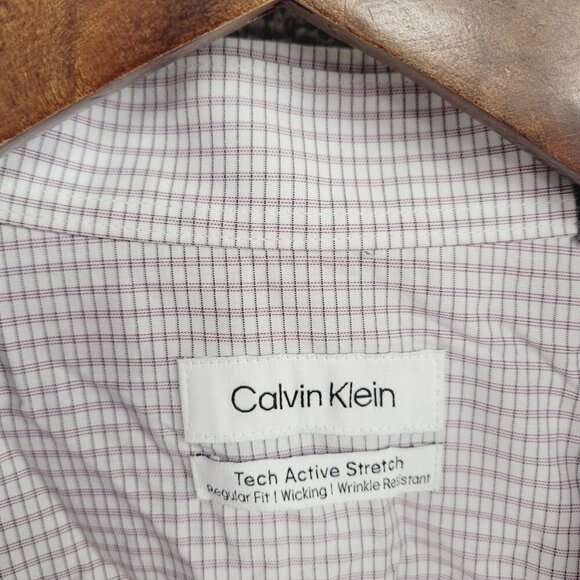 Calvin Klein
Tech Active Stretch
Regular Fit | Wicking | Wrinkle Resistant